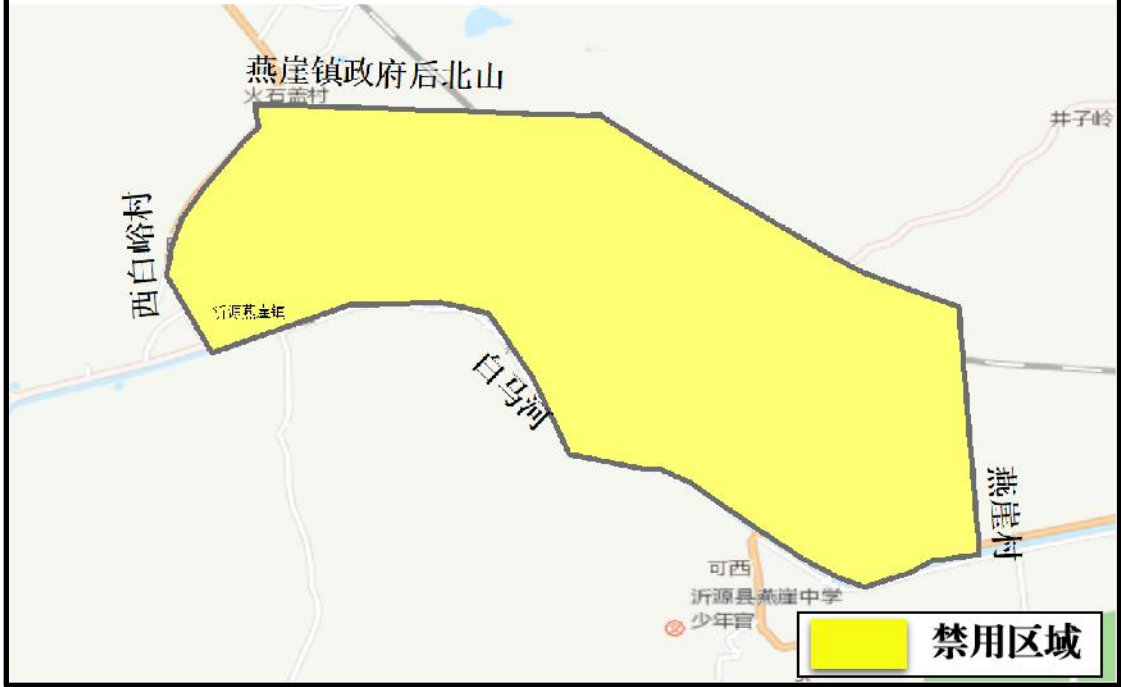 燕崖镇政府后北山
火石盖村
井子岭
西白峪村
沂源燕崖镇
白马河
燕崖村
可西
沂源县燕崖中学
少年宫
禁用区域